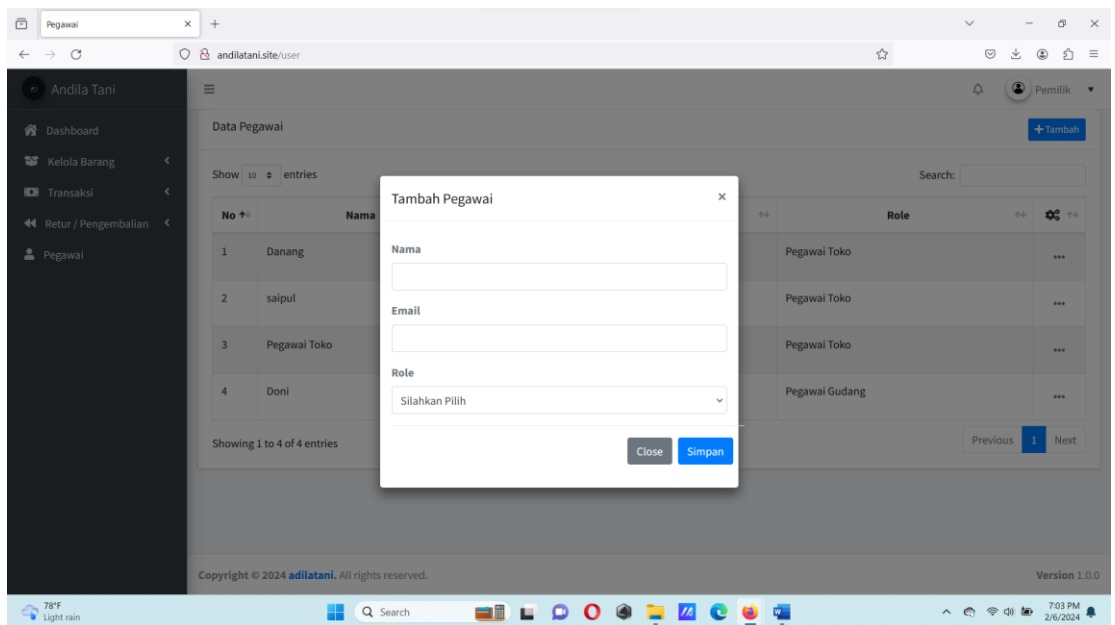 Pegawai
andilatani.site/user
Andila Tani
Pemilik
Dashboard
Kelola Barang
Transaksi
Retur / Pengembalian
Pegawai
Data Pegawai
+ Tambah
Show 10 entries
Search:
No Nama Role
1 Danang Pegawai Toko
2 saipul Pegawai Toko
3 Pegawai Toko Pegawai Toko
4 Doni Pegawai Gudang
Showing 1 to 4 of 4 entries
Previous 1 Next
Tambah Pegawai
Nama
Email
Role
Silahkan Pilih
Close Simpan
Copyright © 2024 adilatani. All rights reserved.
Version 1.0.0
78°F
Light rain
Search
7:03 PM
2/6/2024